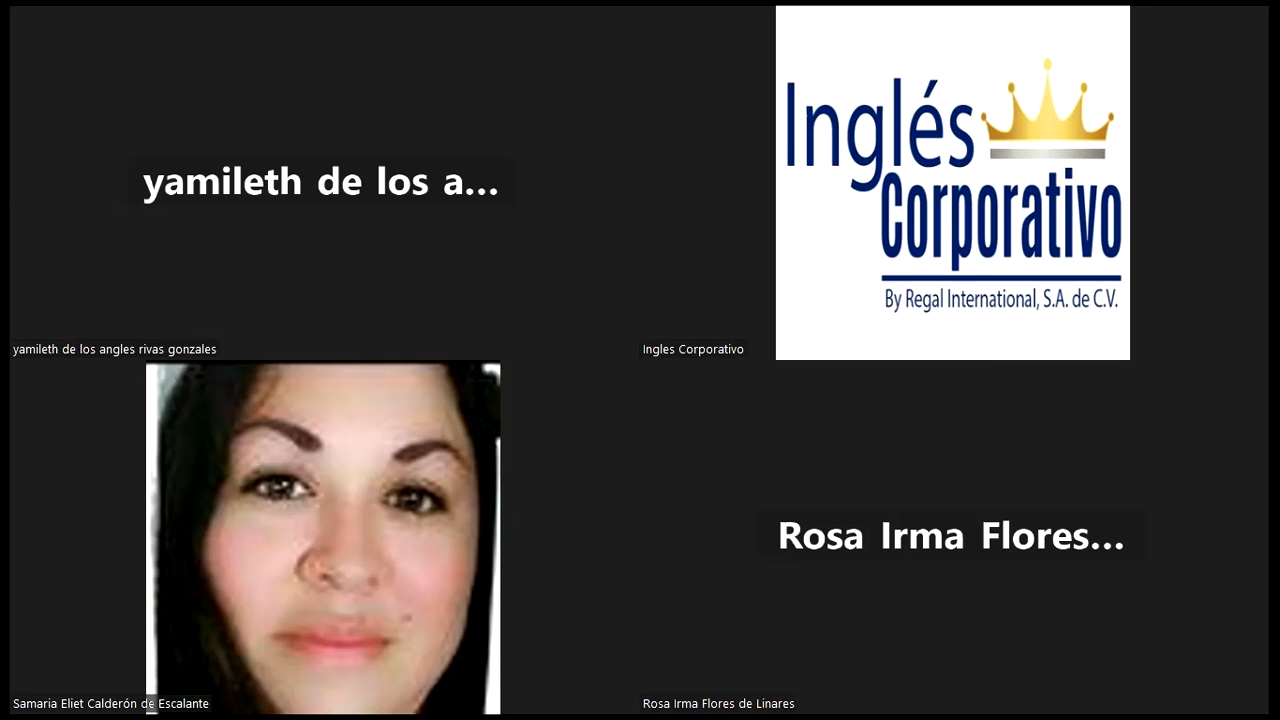 yamileth de los a...
yamileth de los angles rivas gonzales
Inglés
Corporativo
By Regal International, S.A. de C.V.
Ingles Corporativo
Samaria Eliet Calderón de Escalante
Rosa Irma Flores...
Rosa Irma Flores de Linares